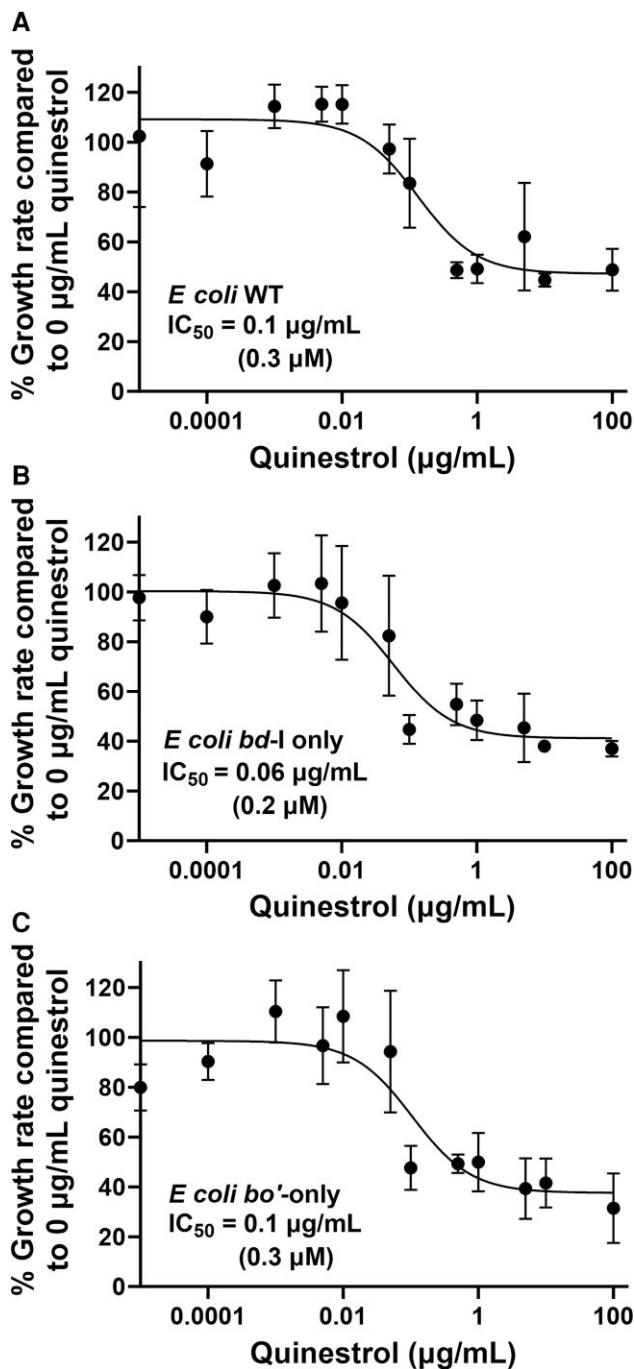 A
% Growth rate compared
to 0 µg/mL quinestrol
120
100
80
60
40
20
0
E coli WT
IC50 = 0.1 µg/mL
(0.3 µM)
0.0001 0.01 1 100
Quinestrol (µg/mL)
B
% Growth rate compared
to 0 µg/mL quinestrol
120
100
80
60
40
20
0
E coli bd-I only
IC50 = 0.06 µg/mL
(0.2 µM)
0.0001 0.01 1 100
Quinestrol (µg/mL)
C
% Growth rate compared
to 0 µg/mL quinestrol
120
100
80
60
40
20
0
E coli bo'-only
IC50 = 0.1 µg/mL
(0.3 µM)
0.0001 0.01 1 100
Quinestrol (µg/mL)